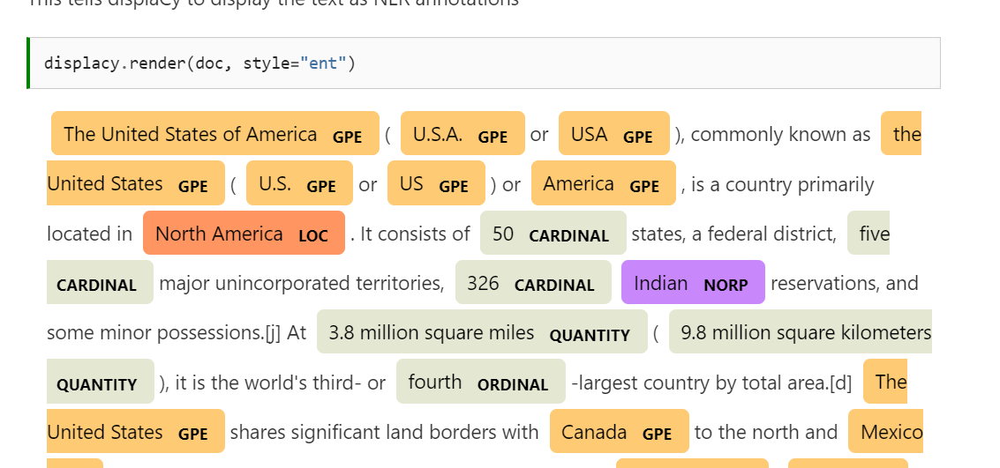 This tells displaCy to display the text as NER annotations
displacy.render(doc, style="ent")
The United States of America GPE ( U.S.A. GPE or USA GPE ), commonly known as the
United States GPE ( U.S. GPE or US GPE ) or America GPE , is a country primarily
located in North America LOC . It consists of 50 CARDINAL states, a federal district, five
CARDINAL major unincorporated territories, 326 CARDINAL Indian NORP reservations, and
some minor possessions.[j] At 3.8 million square miles QUANTITY ( 9.8 million square kilometers
QUANTITY ), it is the world's third- or fourth ORDINAL -largest country by total area.[d] The
United States GPE shares significant land borders with Canada GPE to the north and Mexico